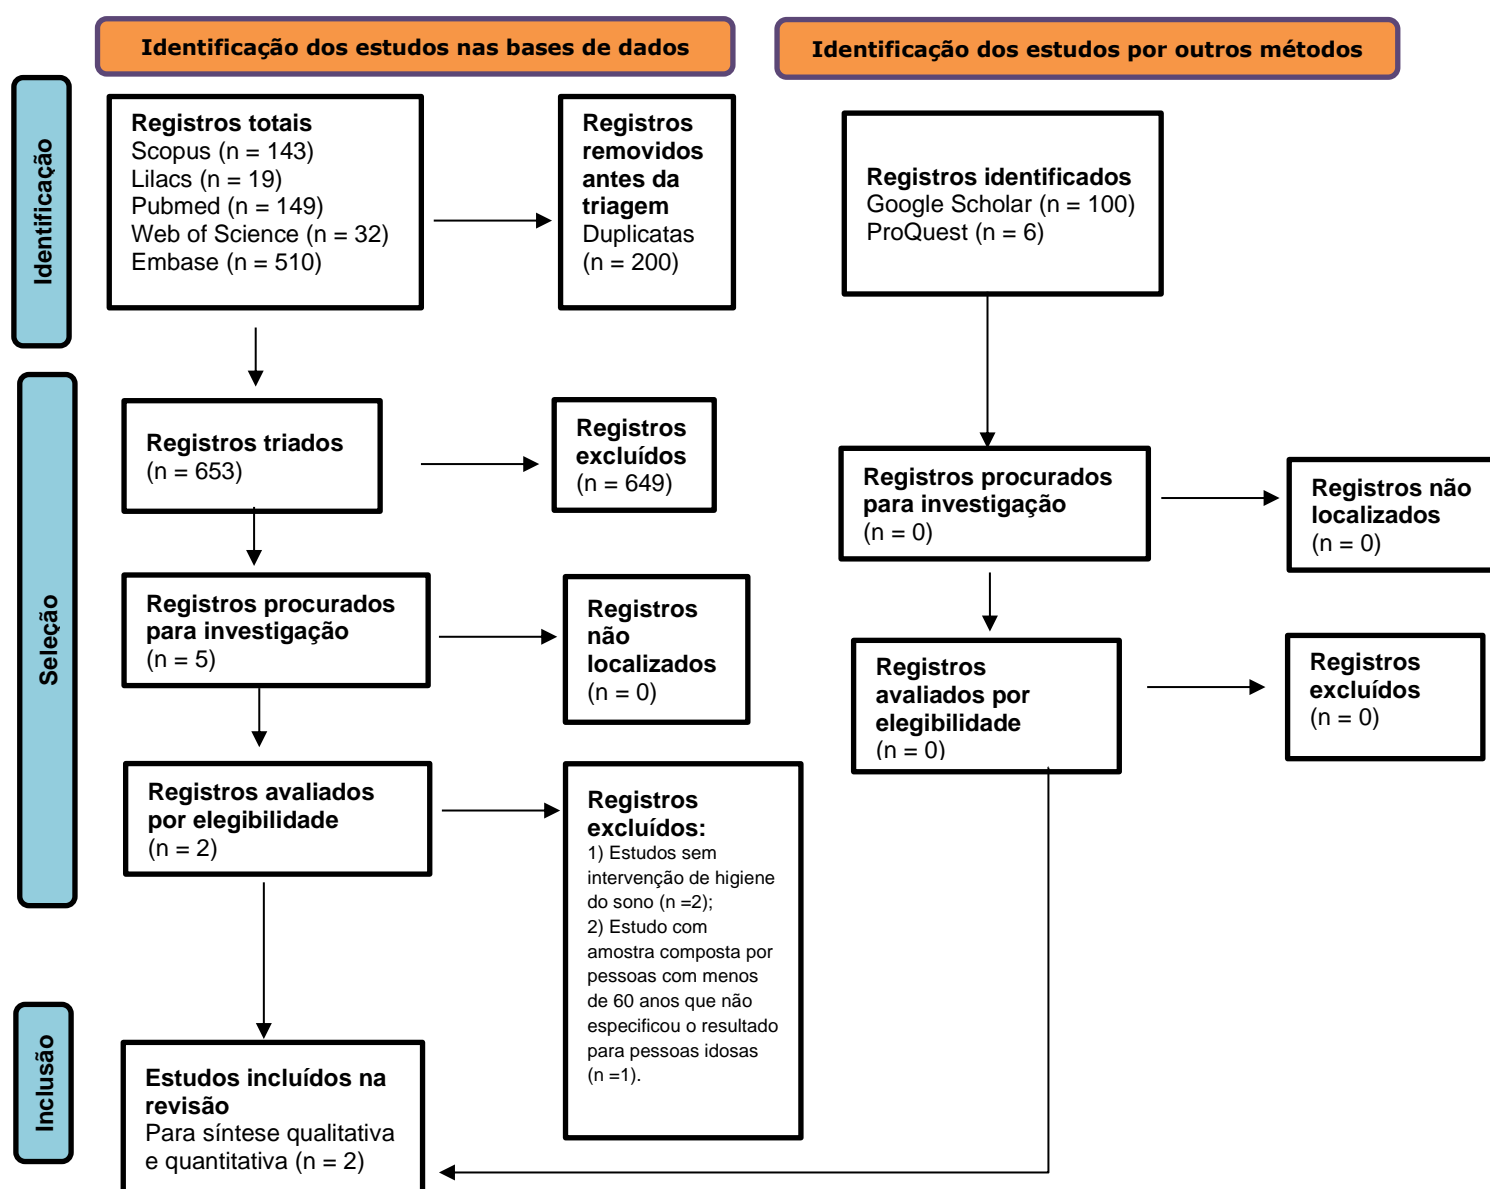 Identificação dos estudos nas bases de dados
Identificação dos estudos por outros métodos
Identificação
Registros totais
Scopus (n = 143)
Lilacs (n = 19)
Pubmed (n = 149)
Web of Science (n = 32)
Embase (n = 510)
Registros
removidos
antes da
triagem
Duplicatas
(n = 200)
Registros identificados
Google Scholar (n = 100)
ProQuest (n = 6)
Seleção
Registros triados
(n = 653)
Registros
excluídos
(n = 649)
Registros procurados
para investigação
(n = 0)
Registros não
localizados
(n = 0)
Registros procurados
para investigação
(n = 5)
Registros
não
localizados
(n = 0)
Registros
avaliados por
elegibilidade
(n = 0)
Registros
excluídos
(n = 0)
Registros avaliados
por elegibilidade
(n = 2)
Registros
excluídos:
1) Estudos sem
intervenção de higiene
do sono (n =2);
2) Estudo com
amostra composta por
pessoas com menos
de 60 anos que não
especificou o resultado
para pessoas idosas
(n =1).
Inclusão
Estudos incluídos na
revisão
Para síntese qualitativa
e quantitativa (n = 2)